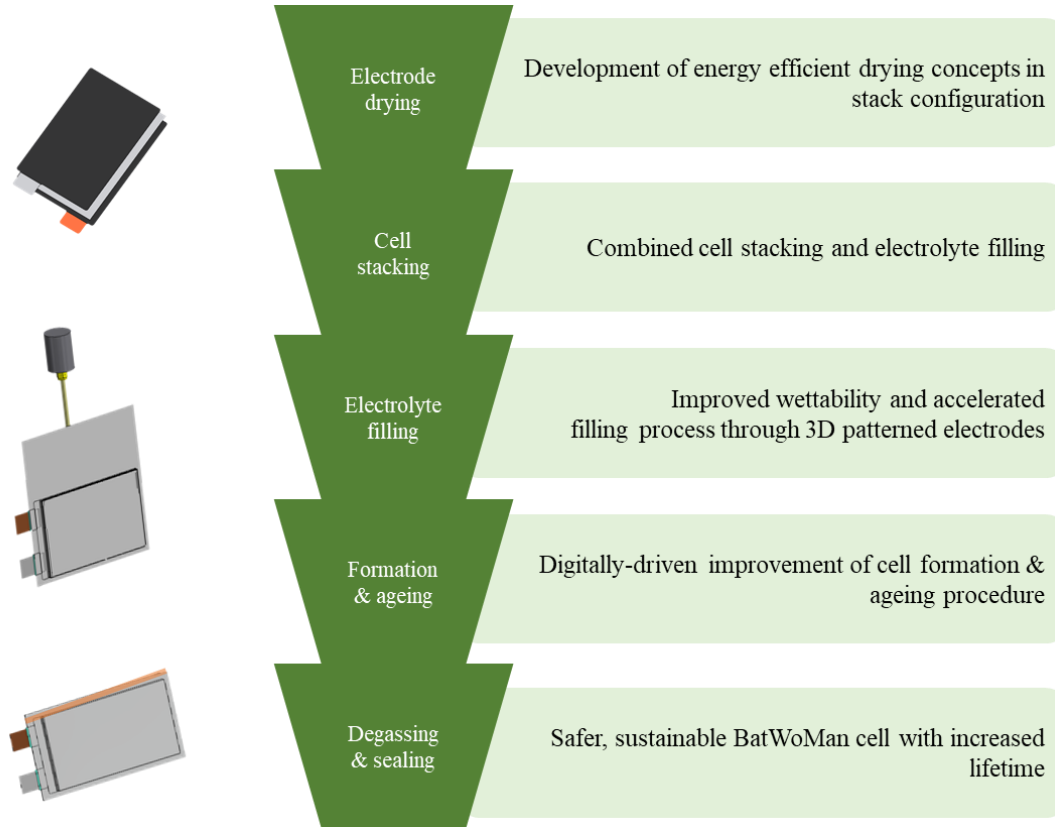 Electrode
drying
Development of energy efficient drying concepts in
stack configuration
Cell
stacking
Combined cell stacking and electrolyte filling
Electrolyte
filling
Improved wettability and accelerated
filling process through 3D patterned electrodes
Formation
& ageing
Digitally-driven improvement of cell formation &
ageing procedure
Degassing
& sealing
Safer, sustainable BatWoMan cell with increased
lifetime